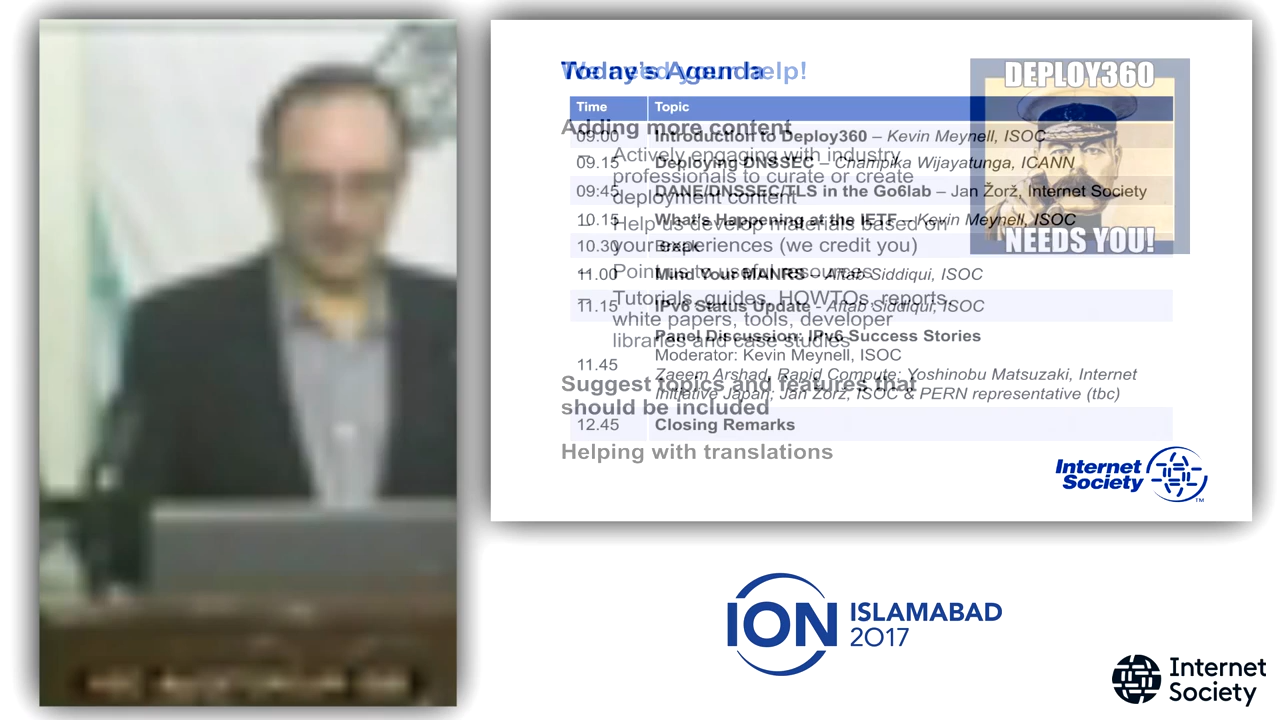 We need your help!
Adding more content
– Actively engaging with industry
professionals to curate or create
deployment content
– Help us develop materials based on
your experiences (we credit you)
– Point us to useful resources
– Tutorials, guides, HOWTOs, reports,
white papers, tools, developer
libraries and case studies
Suggest topics and features that
should be included
Helping with translations
DEPLOY360
NEEDS YOU!
Today's Agenda
Time Topic
09:00 Introduction to Deploy360 – Kevin Meynell, ISOC
09.15 Deploying DNSSEC – Champika Wijayatunga, ICANN
09:45 DANE/DNSSEC/TLS in the Go6lab – Jan Žorž, Internet Society
10.15 What's Happening at the IETF – Kevin Meynell, ISOC
10.30 Break
11.00 Mind Your MANRS – Aftab Siddiqui, ISOC
11.15 IPv6 Status Update - Aftab Siddiqui, ISOC
11.45 Panel Discussion: IPv6 Success Stories
Moderator: Kevin Meynell, ISOC
Zaeem Arshad, Rapid Compute; Yoshinobu Matsuzaki, Internet
Initiative Japan; Jan Žorž, ISOC & PERN representative (tbc)
12.45 Closing Remarks
Internet
Society
TM
ION ISLAMABAD
2017
Internet
Society